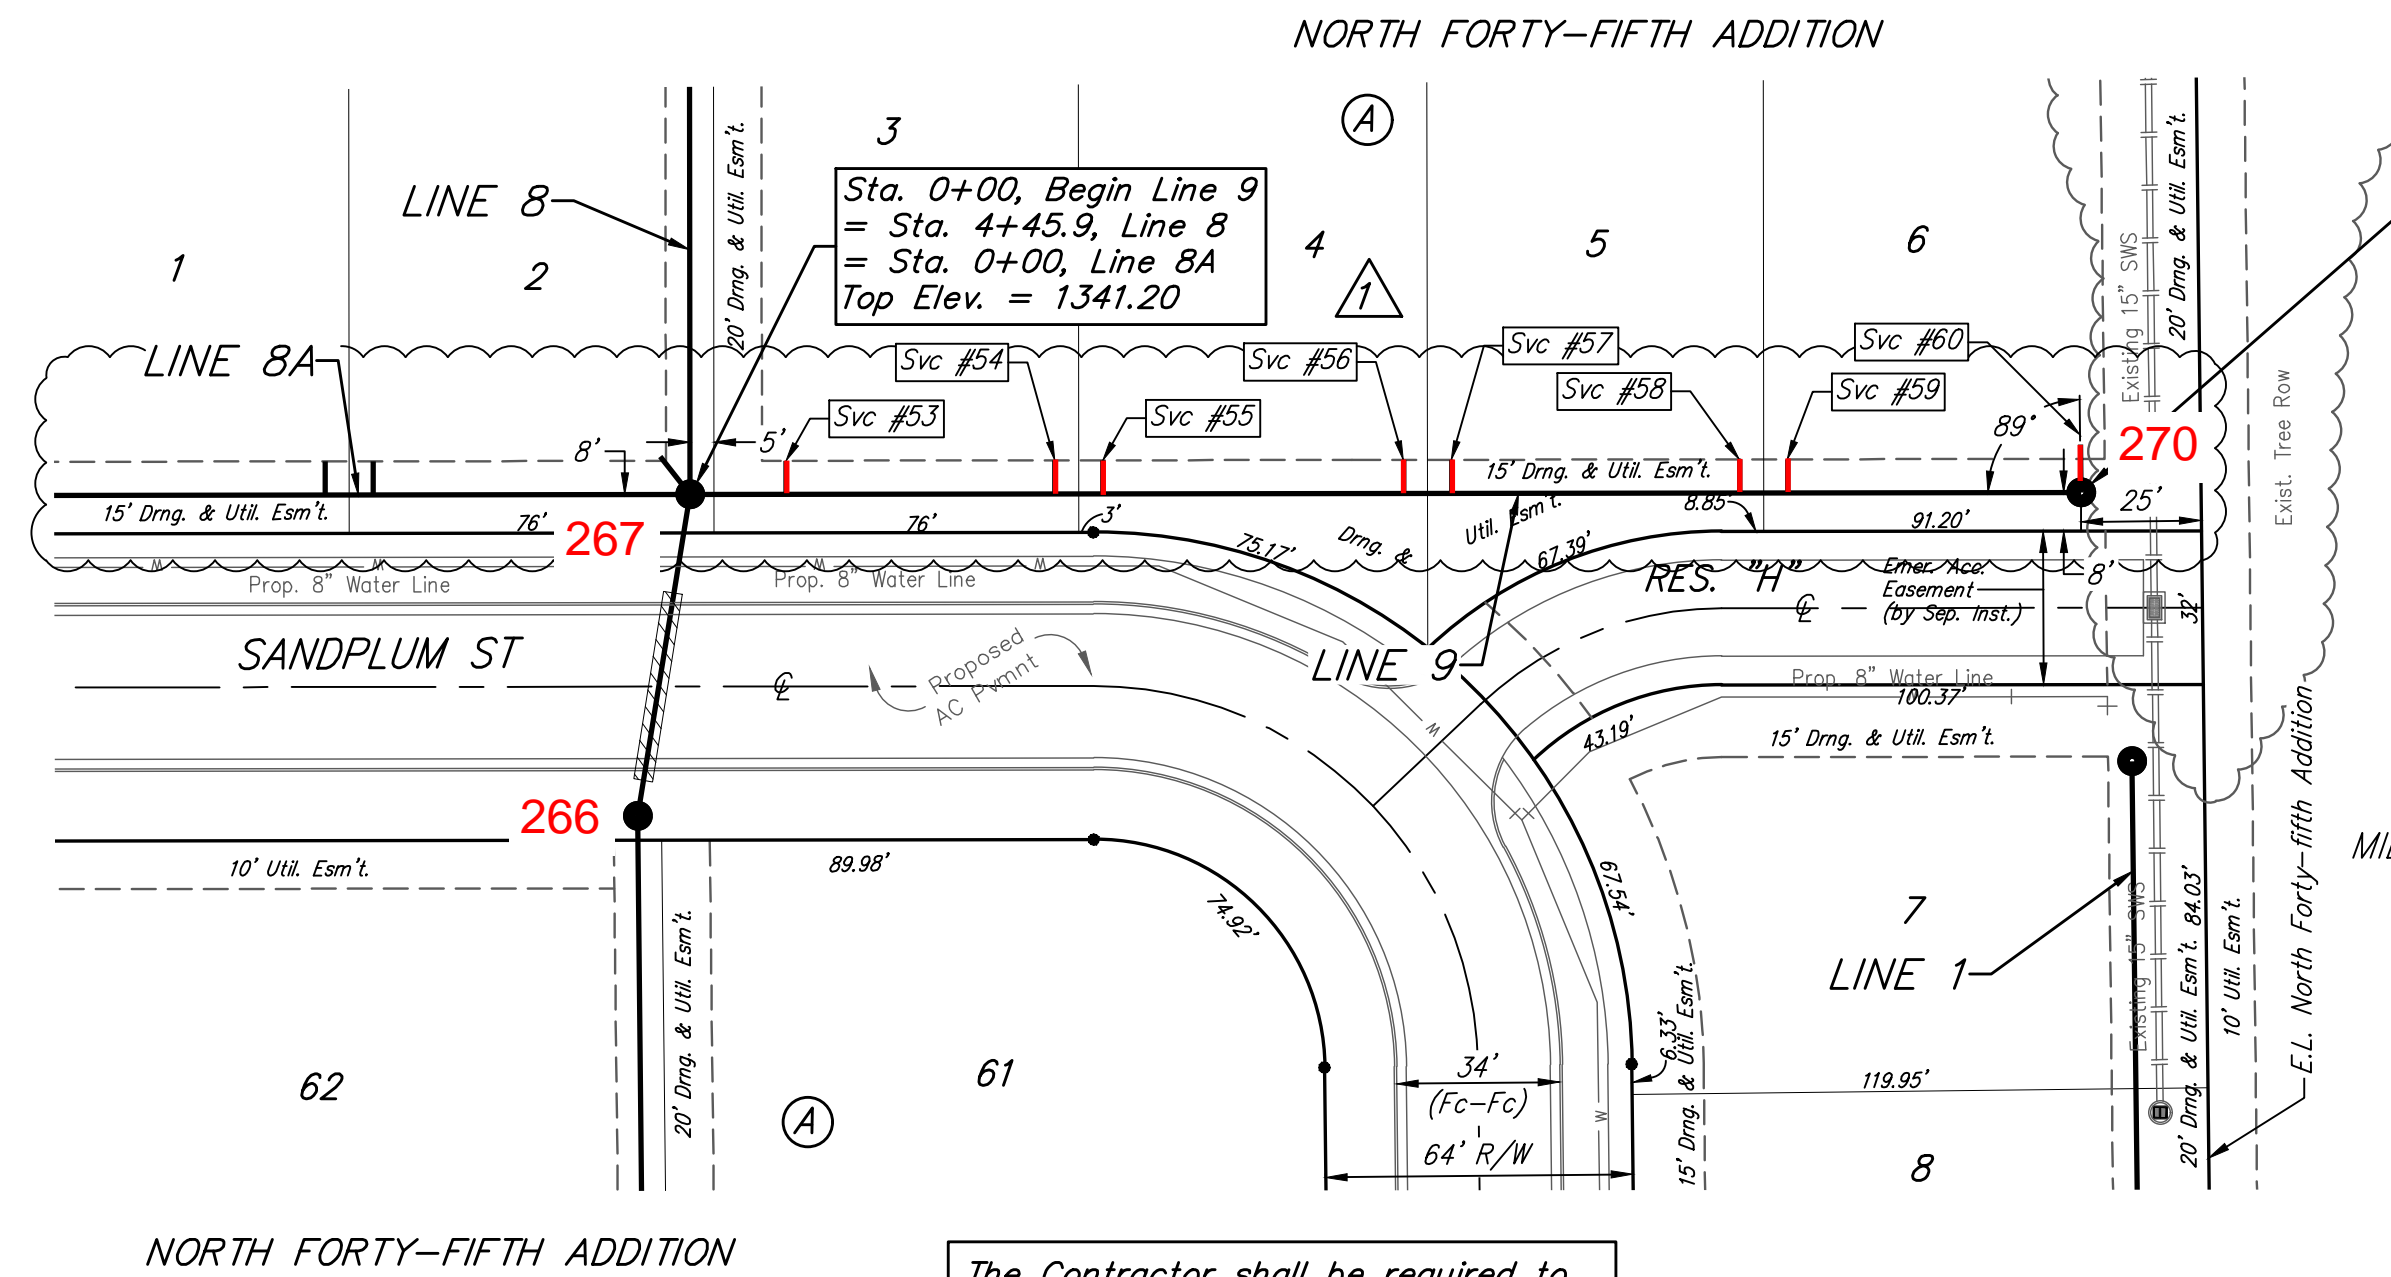 NORTH FORTY-FIFTH ADDITION
A
3
20' Drng. & Util. Esm't.
20' Drng. & Util. Esm't.
LINE 8
Sta. 0+00, Begin Line 9
= Sta. 4+45.9, Line 8
= Sta. 0+00, Line 8A
Top Elev. = 1341.20
1
2
4
5
6
1
Existing 15" SWS
LINE 8A
Svc #54
Svc #56
Svc #57
Svc #60
Svc #53
Svc #55
Svc #58
Svc #59
8'
5'
89°
270
Exist. Tree Row
15' Drng. & Util. Esm't.
15' Drng. & Util. Esm't.
76'
267
76'
3'
75.17'
Drng. &
Util. Esm't.
67.39'
8.85'
91.20'
25'
W
W
W
W
Prop. 8" Water Line
Prop. 8" Water Line
RES. "H"
Emer. Acc.
Easement
(by Sep. Inst.)
8'
32'
℄
SANDPLUM ST
℄
Proposed
AC Pvmnt
LINE 9
Prop. 8" Water Line
W
100.37'
W
43.19'
15' Drng. & Util. Esm't.
266
10' Util. Esm't.
89.98'
74.92'
67.54'
7
LINE 1
Existing 15" SWS
20' Drng. & Util. Esm't.
84.03'
10' Util. Esm't.
E.L. North Forty-fifth Addition
20' Drng. & Util. Esm't.
62
61
A
34'
(Fc-Fc)
64' R/W
W
6.33'
15' Drng. & Util. Esm't.
119.95'
8
NORTH FORTY-FIFTH ADDITION
The Contractor shall be required to